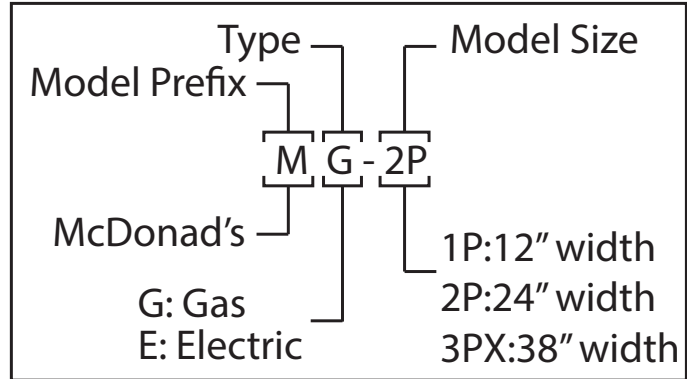 Type
Model Size
Model Prefix
M G - 2P
McDonad's
1P:12” width
G: Gas
2P:24” width
E: Electric
3PX:38” width